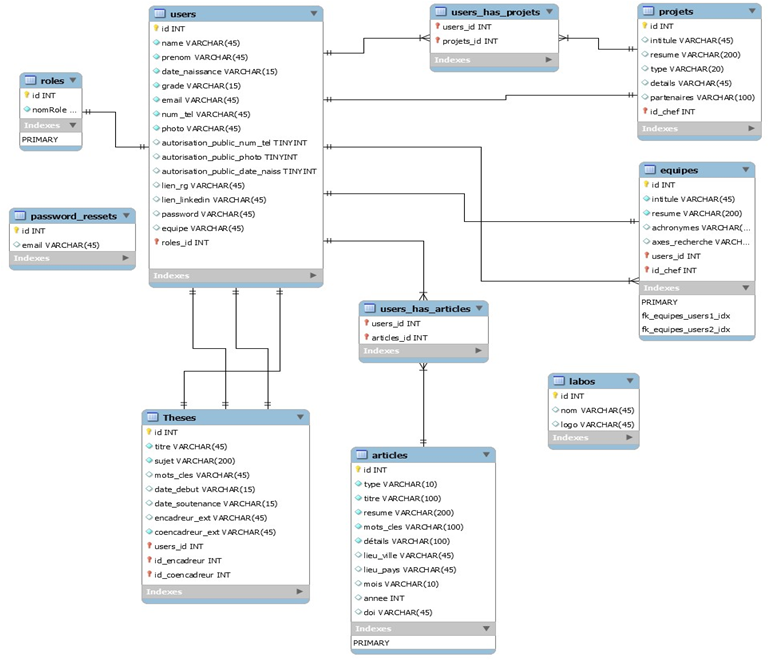 users
id INT
name VARCHAR(45)
prenom VARCHAR(45)
date_naissance VARCHAR(15)
grade VARCHAR(15)
email VARCHAR(45)
num_tel VARCHAR(45)
photo VARCHAR(45)
autorisation_public_num_tel TINYINT
autorisation_public_photo TINYINT
autorisation_public_date_naiss TINYINT
lien_rg VARCHAR(45)
lien_linkedin VARCHAR(45)
password VARCHAR(45)
equipe VARCHAR(45)
roles_id INT
Indexes
users_has_projets
users_id INT
projets_id INT
Indexes
projets
id INT
intitule VARCHAR(45)
resume VARCHAR(200)
type VARCHAR(20)
details VARCHAR(45)
partenaires VARCHAR(100)
id_chef INT
Indexes
roles
id INT
nomRole ...
Indexes
PRIMARY
equipes
id INT
intitule VARCHAR(45)
resume VARCHAR(200)
achronymes VARCHAR(...
axes_recherche VARCH...
users_id INT
id_chef INT
Indexes
PRIMARY
fk_equipes_users1_idx
fk_equipes_users2_idx
password_ressets
id INT
email VARCHAR(45)
Indexes
users_has_articles
users_id INT
articles_id INT
Indexes
labos
id INT
nom VARCHAR(45)
logo VARCHAR(45)
Indexes
Theses
id INT
titre VARCHAR(45)
sujet VARCHAR(200)
mots_cles VARCHAR(45)
date_debut VARCHAR(15)
date_soutenance VARCHAR(15)
encadreur_ext VARCHAR(45)
coencadreur_ext VARCHAR(45)
users_id INT
id_encadreur INT
id_coencadreur INT
Indexes
articles
id INT
type VARCHAR(10)
titre VARCHAR(100)
resume VARCHAR(200)
mots_cles VARCHAR(100)
détails VARCHAR(100)
lieu_ville VARCHAR(45)
lieu_pays VARCHAR(45)
mois VARCHAR(10)
annee INT
doi VARCHAR(45)
Indexes
PRIMARY